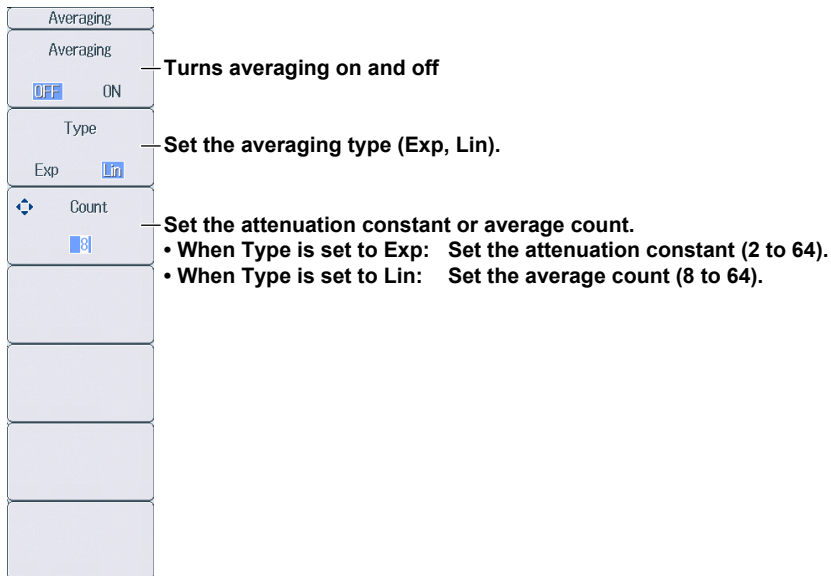 Averaging
Averaging
OFF ON
Turns averaging on and off
Type
Exp Lin
Set the averaging type (Exp, Lin).
Count
8
Set the attenuation constant or average count.
• When Type is set to Exp: Set the attenuation constant (2 to 64).
• When Type is set to Lin: Set the average count (8 to 64).